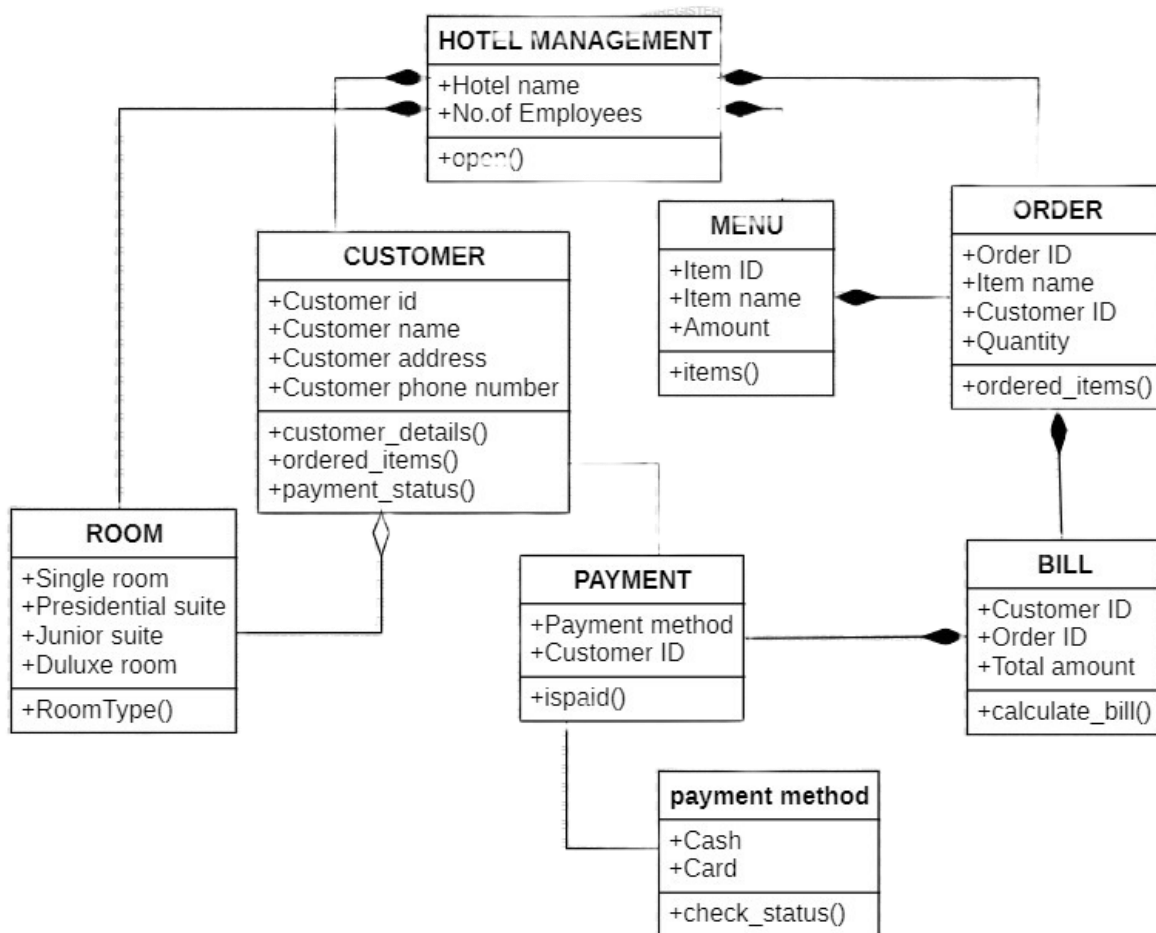 HOTEL MANAGEMENT
+Hotel name
+No.of Employees
+open()
CUSTOMER
+Customer id
+Customer name
+Customer address
+Customer phone number
+customer_details()
+ordered_items()
+payment_status()
MENU
+Item ID
+Item name
+Amount
+items()
ORDER
+Order ID
+Item name
+Customer ID
+Quantity
+ordered_items()
ROOM
+Single room
+Presidential suite
+Junior suite
+Duluxe room
+RoomType()
PAYMENT
+Payment method
+Customer ID
+ispaid()
BILL
+Customer ID
+Order ID
+Total amount
+calculate_bill()
payment method
+Cash
+Card
+check_status()